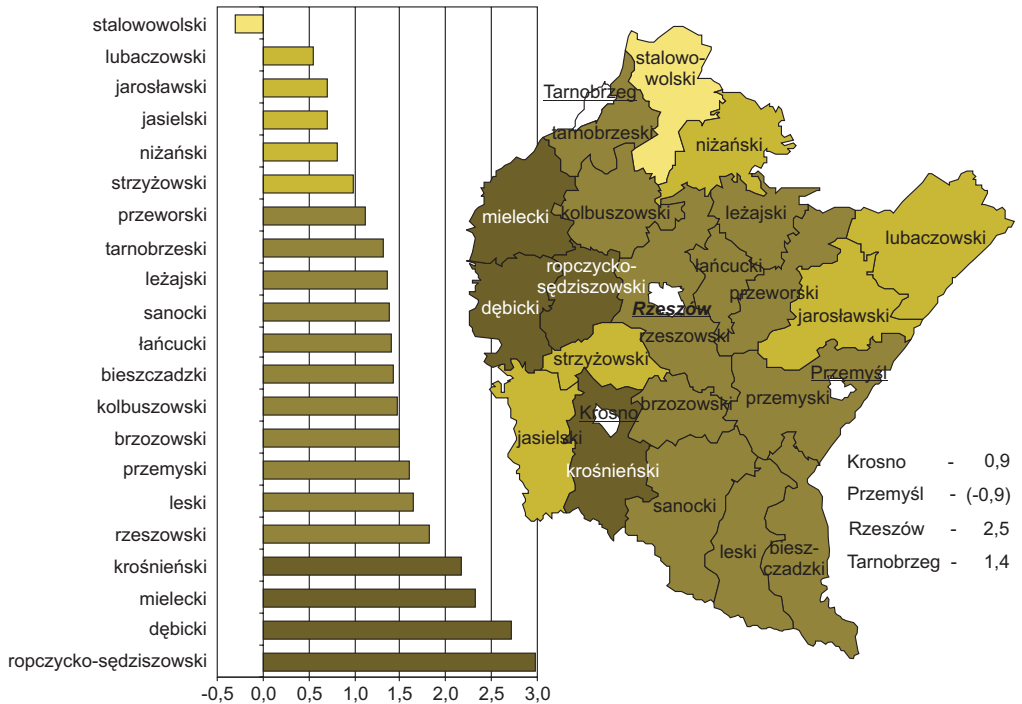 stalowowolski
lubaczowski
jarosławski
jasielski
niżański
strzyżowski
przeworski
tarnobrzeski
leżajski
sanocki
łańcucki
bieszczadzki
kolbuszowski
brzozowski
przemyski
leski
rzeszowski
krośnieński
mielecki
dębicki
ropczycko-sędziszowski
-0,5 0,0 0,5 1,0 1,5 2,0 2,5 3,0
stalowo-
wolski
Tarnobrzeg
tarnobrzeski
niżański
mielecki
kolbuszowski
leżajski
lubaczowski
ropczycko-
sędziszowski
łańcucki
dębicki
przeworski
Rzeszów
jarosławski
rzeszowski
strzyżowski
Przemyśl
przemyski
brzozowski
Krosno
jasielski
krośnieński
sanocki
leski
biesz-
czadzki
Krosno - 0,9
Przemyśl - (-0,9)
Rzeszów - 2,5
Tarnobrzeg - 1,4